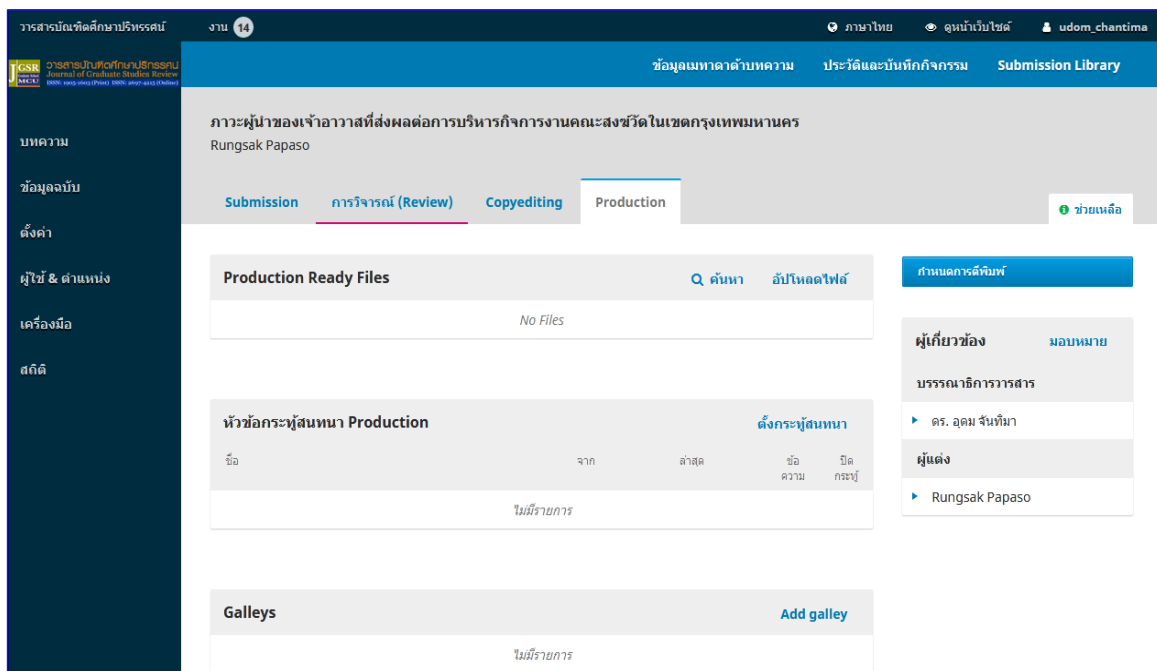 วารสารบัณฑิตศึกษาปริทรรศน์ งาน 14 ภาษาไทย ดูหน้าเว็บไซต์ udom_chantima
JGSR MCU วารสารบัณฑิตศึกษาปริทรรศน์
Journal of Graduate Studies Review
ข้อมูลเมทาดาต้าบทความ ประวัติและบันทึกกิจกรรม Submission Library
บทความ
ข้อมูลฉบับ
ตั้งค่า
ผู้ใช้ & ตำแหน่ง
เครื่องมือ
สถิติ
ภาวะผู้นำของเจ้าอาวาสที่ส่งผลต่อการบริหารกิจการงานคณะสงฆ์วัดในเขตกรุงเทพมหานคร
Rungsak Papaso
Submission การวิจารณ์ (Review) Copyediting Production
ช่วยเหลือ
Production Ready Files ค้นหา อัปโหลดไฟล์
No Files
หัวข้อกระทู้สนทนา Production ตั้งกระทู้สนทนา
ชื่อ จาก ล่าสุด ข้อ ปิด
ความ กระทู้
ไม่มีรายการ
Galleys Add galley
ไม่มีรายการ
กำหนดการตีพิมพ์
ผู้เกี่ยวข้อง มอบหมาย
บรรรณาธิการวารสาร
ดร. อุดม จันทิมา
ผู้แต่ง
Rungsak Papaso